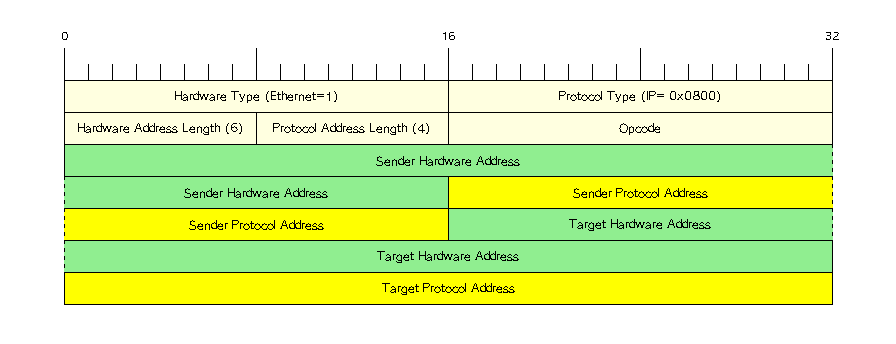 0 16 32
Hardware Type (Ethernet=1) Protocol Type (IP= 0x0800)
Hardware Address Length (6) Protocol Address Length (4) Opcode
Sender Hardware Address
Sender Hardware Address Sender Protocol Address
Sender Protocol Address Target Hardware Address
Target Hardware Address
Target Protocol Address